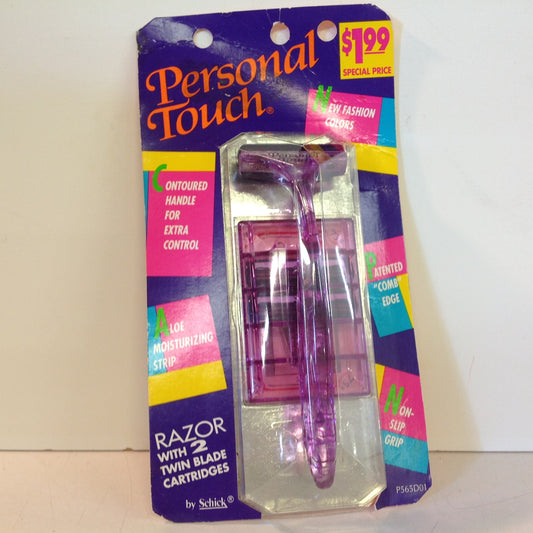 $1.99
SPECIAL PRICE
Personal
Touch®
NEW FASHION
COLORS
CONTOURED
HANDLE
FOR
EXTRA
CONTROL
PATENTED
"COMB"
EDGE
ALOE
MOISTURIZING
STRIP
NON-
SLIP
GRIP
RAZOR
WITH 2
TWIN BLADE
CARTRIDGES
by Schick®
P565D01